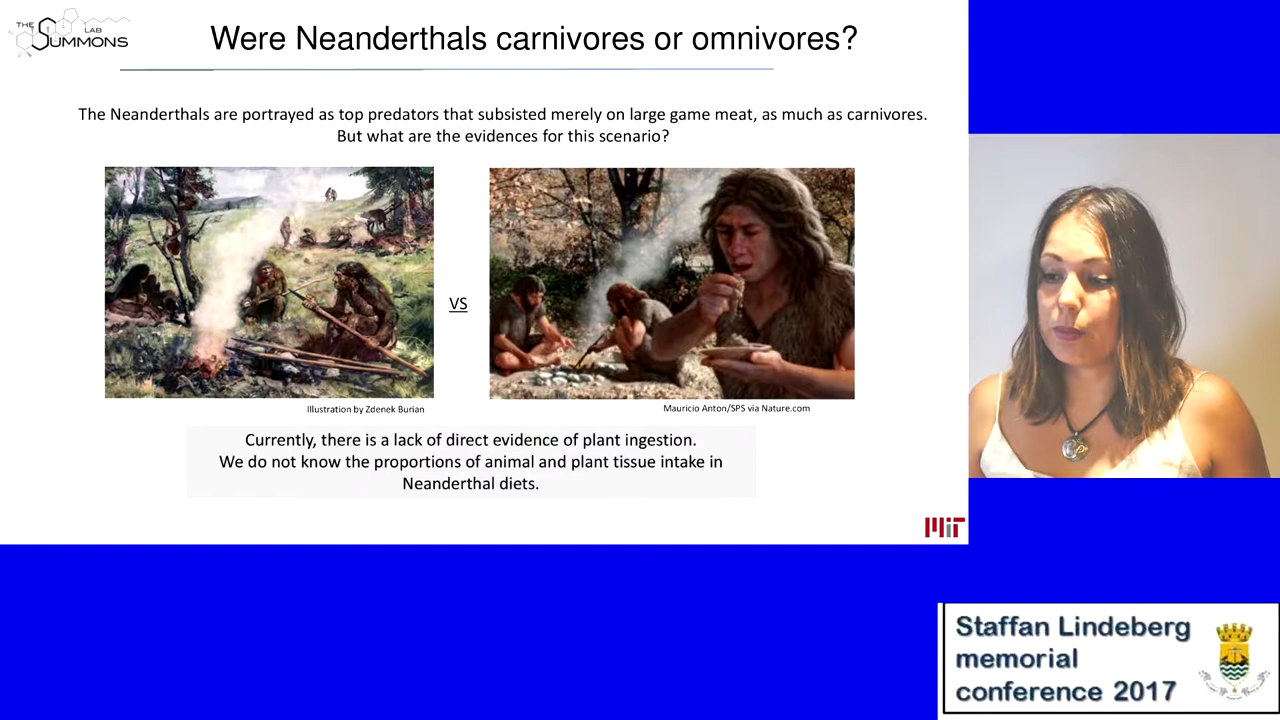 THE
SUMMONS
LAB
Were Neanderthals carnivores or omnivores?
The Neanderthals are portrayed as top predators that subsisted merely on large game meat, as much as carnivores.
But what are the evidences for this scenario?
VS
Illustration by Zdenek Burian
Mauricio Anton/SPS via Nature.com
Currently, there is a lack of direct evidence of plant ingestion.
We do not know the proportions of animal and plant tissue intake in
Neanderthal diets.
MIT
Staffan Lindeberg
memorial
conference 2017